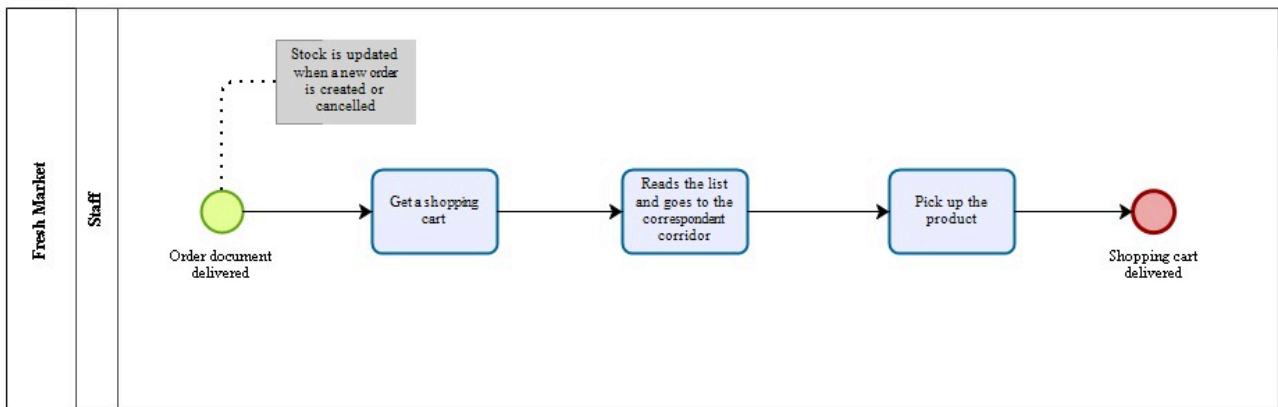 Fresh Market
Staff
Stock is updated
when a new order
is created or
cancelled
Order document
delivered
Get a shopping
cart
Reads the list
and goes to the
correspondent
corridor
Pick up the
product
Shopping cart
delivered